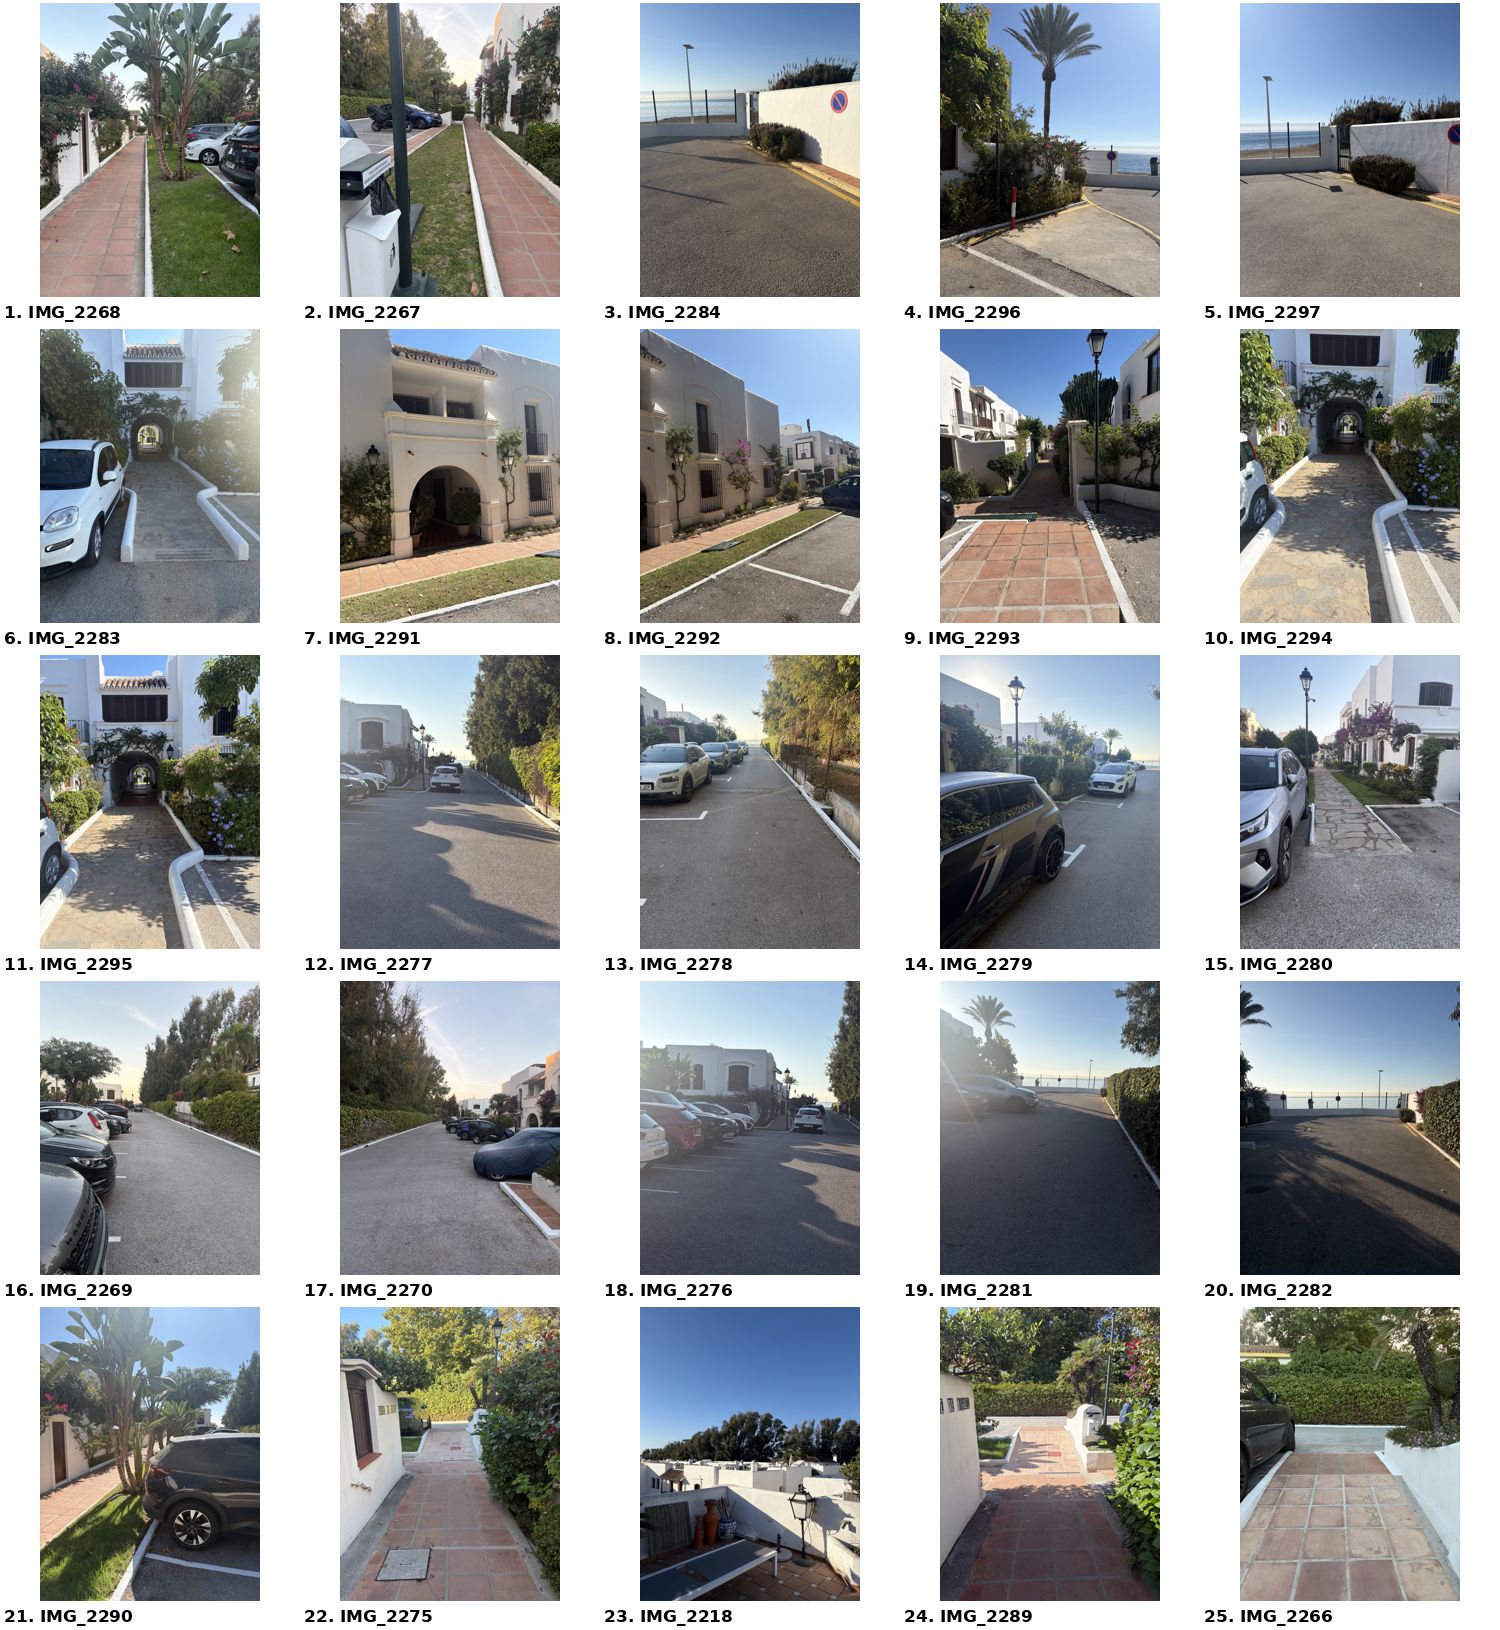 1. IMG_2268
2. IMG_2267
3. IMG_2284
4. IMG_2296
5. IMG_2297
6. IMG_2283
7. IMG_2291
8. IMG_2292
9. IMG_2293
10. IMG_2294
11. IMG_2295
12. IMG_2277
13. IMG_2278
14. IMG_2279
15. IMG_2280
16. IMG_2269
17. IMG_2270
18. IMG_2276
19. IMG_2281
20. IMG_2282
21. IMG_2290
22. IMG_2275
23. IMG_2218
24. IMG_2289
25. IMG_2266